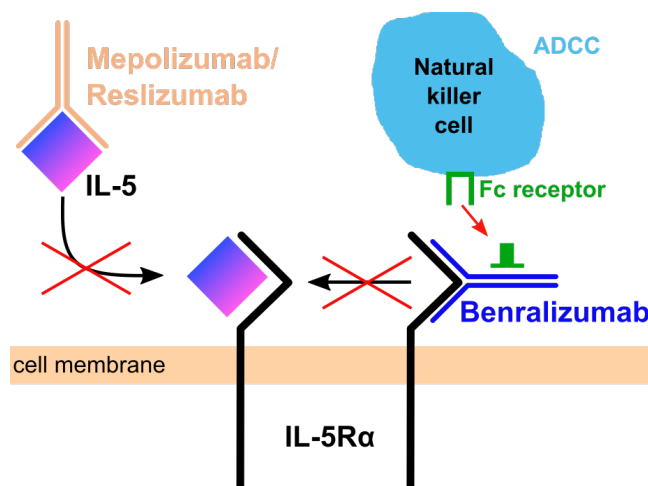 Mepolizumab/
Reslizumab
IL-5
ADCC
Natural
killer
cell
Fc receptor
Benralizumab
cell membrane
IL-5Rα